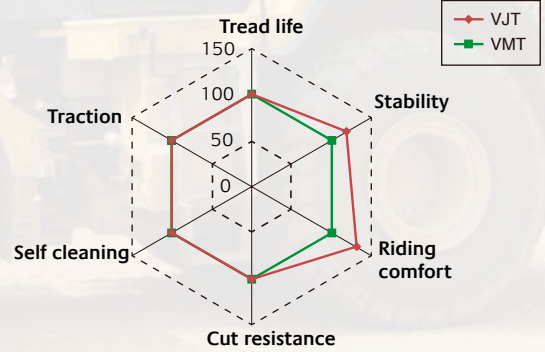 VJT
VMT
Tread life
150
100
50
0
Stability
Traction
Self cleaning
Riding
comfort
Cut resistance